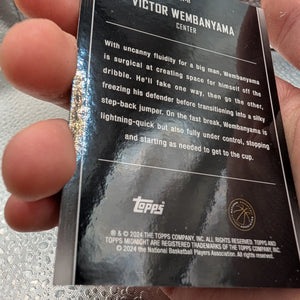 VICTOR WEMBANYAMA
CENTER
With uncanny fluidity for a big man, Wembanyama
is surgical at creating space for himself off the
dribble. He'll fake one way, then go the other,
freezing his defender before transitioning into a silky
step-back jumper. On the fast break, Wembanyama is
lightning-quick but also fully under control, stopping
and starting as needed to get to the cup.
TOPPS
® & © 2024 THE TOPPS COMPANY, INC. ALL RIGHTS RESERVED. TOPPS AND
TOPPS MIDNIGHT ARE REGISTERED TRADEMARKS OF THE TOPPS COMPANY, INC.
© 2024 the National Basketball Players Association. All rights reserved.